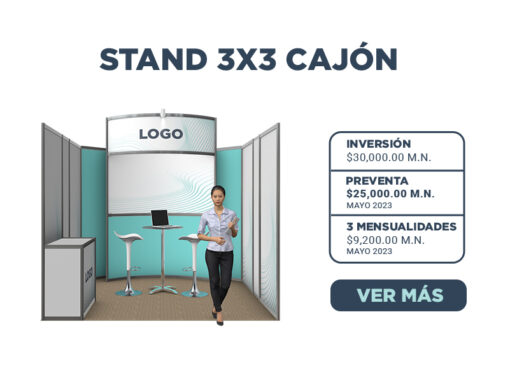 STAND 3X3 CAJÓN
LOGO
LOGO
INVERSIÓN
$30,000.00 M.N.
PREVENTA
$25,000.00 M.N.
MAYO 2023
3 MENSUALIDADES
$9,200.00 M.N.
MAYO 2023
VER MÁS